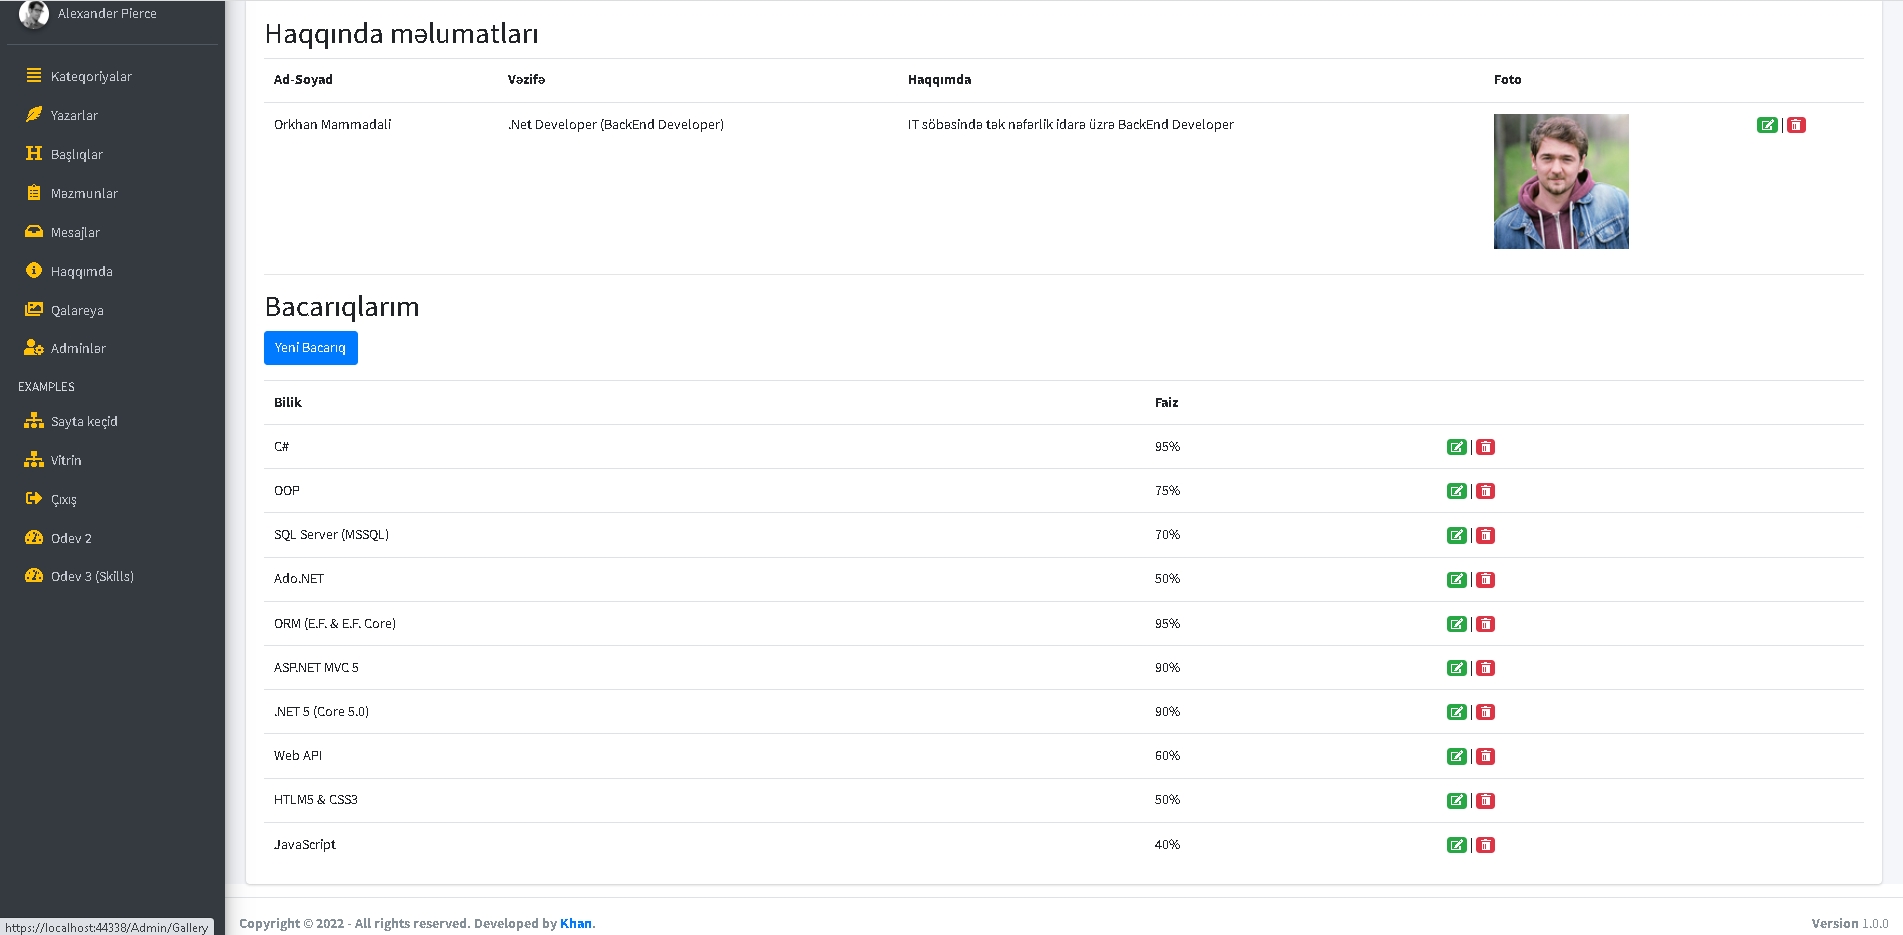 Alexander Pierce
Kateqoriyalar
Yazarlar
Başlıqlar
Məzmunlar
Mesajlar
Haqqımda
Qalareya
Adminlər
EXAMPLES
Sayta keçid
Vitrin
Çıxış
Odev 2
Odev 3 (Skills)
https://localhost:44338/Admin/Gallery
Haqqında məlumatları
Ad-Soyad Vəzifə Haqqımda Foto
Orkhan Mammadali .Net Developer (BackEnd Developer) IT söbəsində tək nəfərlik idarə üzrə BackEnd Developer |
Bacarıqlarım
Yeni Bacarıq
Bilik Faiz
C# 95% |
OOP 75% |
SQL Server (MSSQL) 70% |
Ado.NET 50% |
ORM (E.F. & E.F. Core) 95% |
ASP.NET MVC 5 90% |
.NET 5 (Core 5.0) 90% |
Web API 60% |
HTLM5 & CSS3 50% |
JavaScript 40% |
Copyright © 2022 - All rights reserved. Developed by Khan. Version 1.0.0